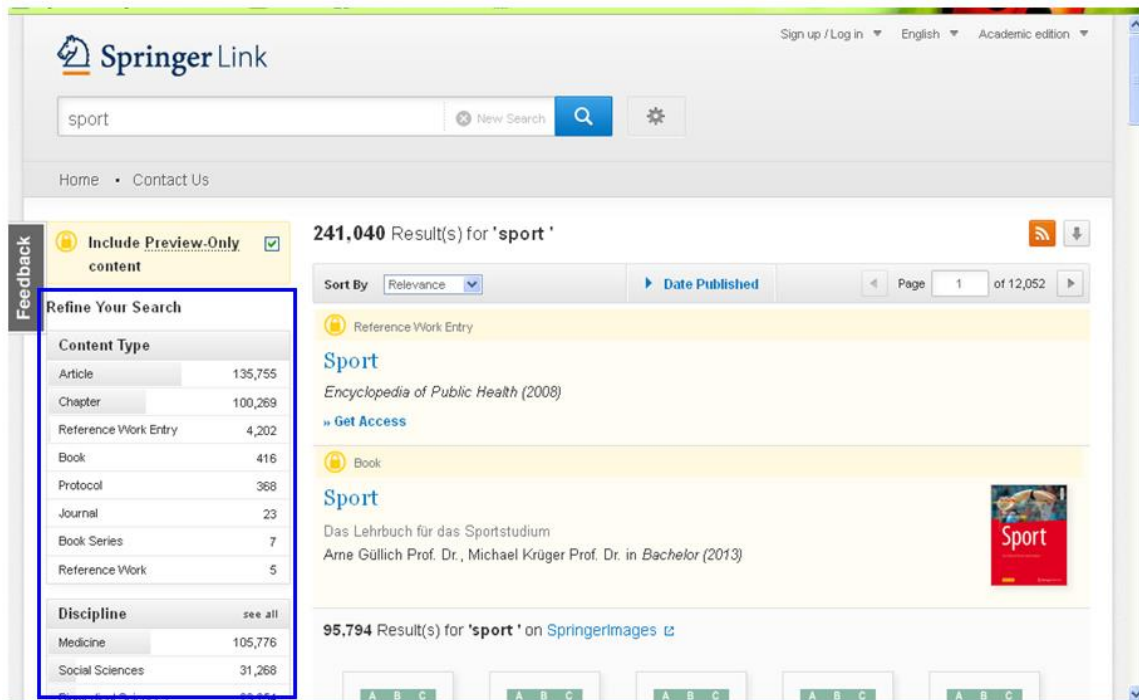 Sign up / Log in English Academic edition
Springer Link
sport New Search
Home • Contact Us
Feedback
Include Preview-Only
content
Refine Your Search
Content Type
Article 135,755
Chapter 100,269
Reference Work Entry 4,202
Book 416
Protocol 368
Journal 23
Book Series 7
Reference Work 5
Discipline see all
Medicine 105,776
Social Sciences 31,268
241,040 Result(s) for 'sport '
Sort By Relevance Date Published Page 1 of 12,052
Reference Work Entry
Sport
Encyclopedia of Public Health (2008)
» Get Access
Book
Sport
Das Lehrbuch für das Sportstudium
Arne Güllich Prof. Dr., Michael Krüger Prof. Dr. in Bachelor (2013)
Sport
95,794 Result(s) for 'sport ' on SpringerImages
A B C A B C A B C A B C A B C